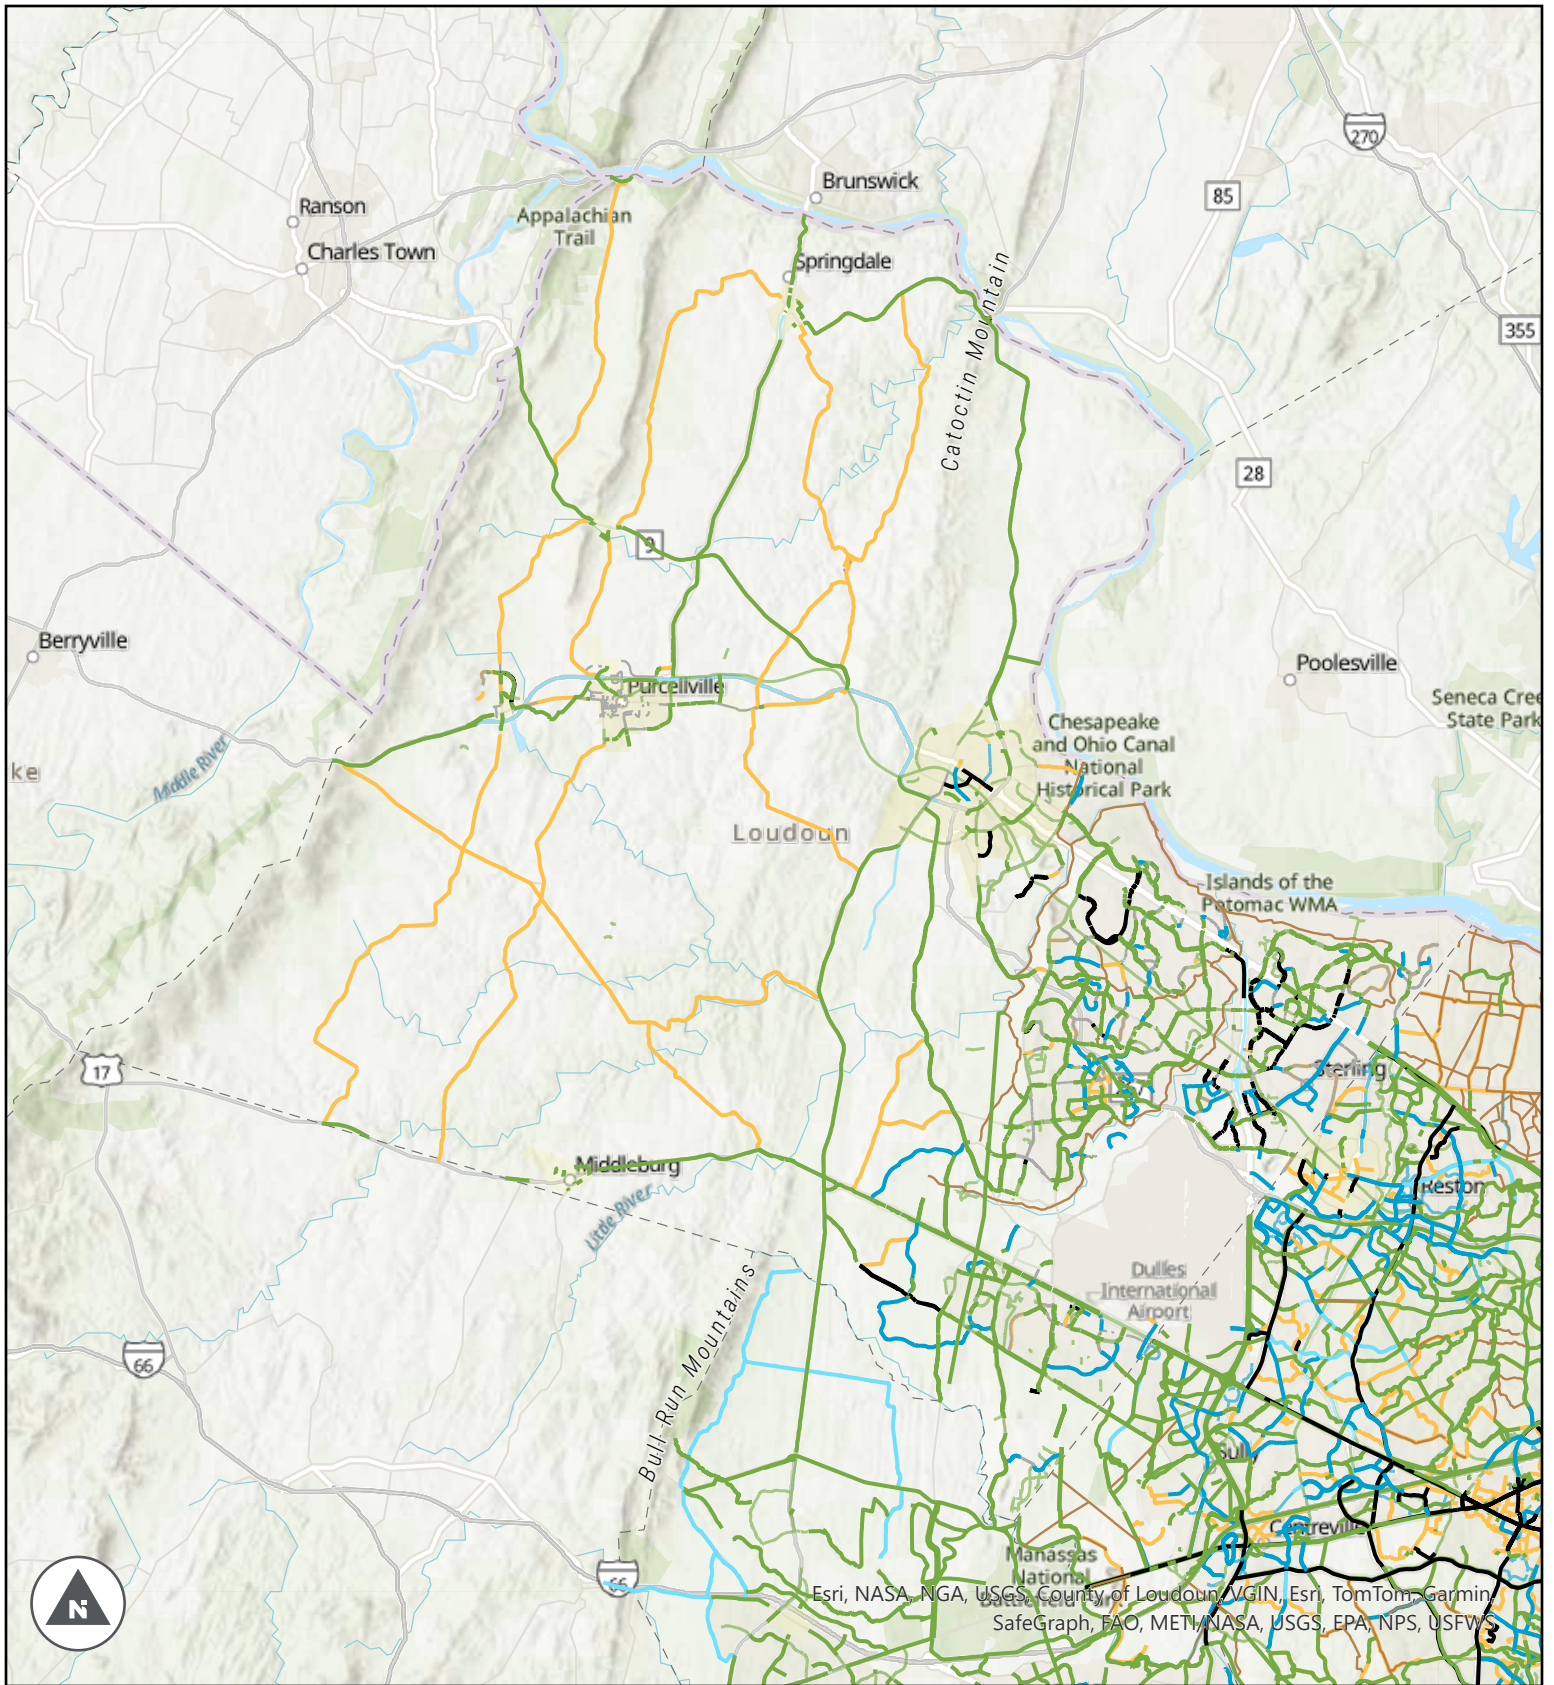 270
Brunswick
85
Ranson
Appalachian
Trail
Charles Town
Springdale
Catoctin Mountain
355
28
9
Berryville
Poolesville
Purcellville
Seneca Cree
State Park
Chesapeake
and Ohio Canal
National
Historical Park
Middle River
ke
Loudoun
Islands of the
Potomac WMA
17
Sterling
Middleburg
Reston
Little River
Dulles
International
Airport
Bull Run Mountains
66
Sully
Centreville
Manassas
National
66
Esri, NASA, NGA, USGS, County of Loudoun, VGIN, Esri, TomTom, Garmin,
SafeGraph, FAO, METI/NASA, USGS, EPA, NPS, USFWS
N